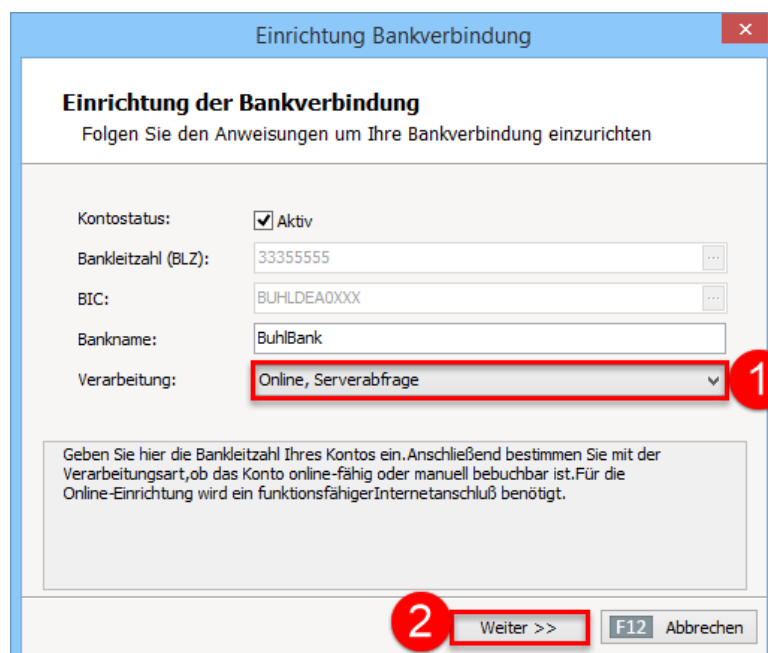 Einrichtung Bankverbindung
Einrichtung der Bankverbindung
Folgen Sie den Anweisungen um Ihre Bankverbindung einzurichten
Kontostatus: Aktiv
Bankleitzahl (BLZ): 33355555 ...
BIC: BUHLDEA0XXX ...
Bankname: BuhlBank
Verarbeitung: Online, Serverabfrage 1
Geben Sie hier die Bankleitzahl Ihres Kontos ein.Anschließend bestimmen Sie mit der
Verarbeitungsart,ob das Konto online-fähig oder manuell bebuchbar ist.Für die
Online-Einrichtung wird ein funktionsfähigerInternetanschluß benötigt.
2 Weiter >> F12 Abbrechen